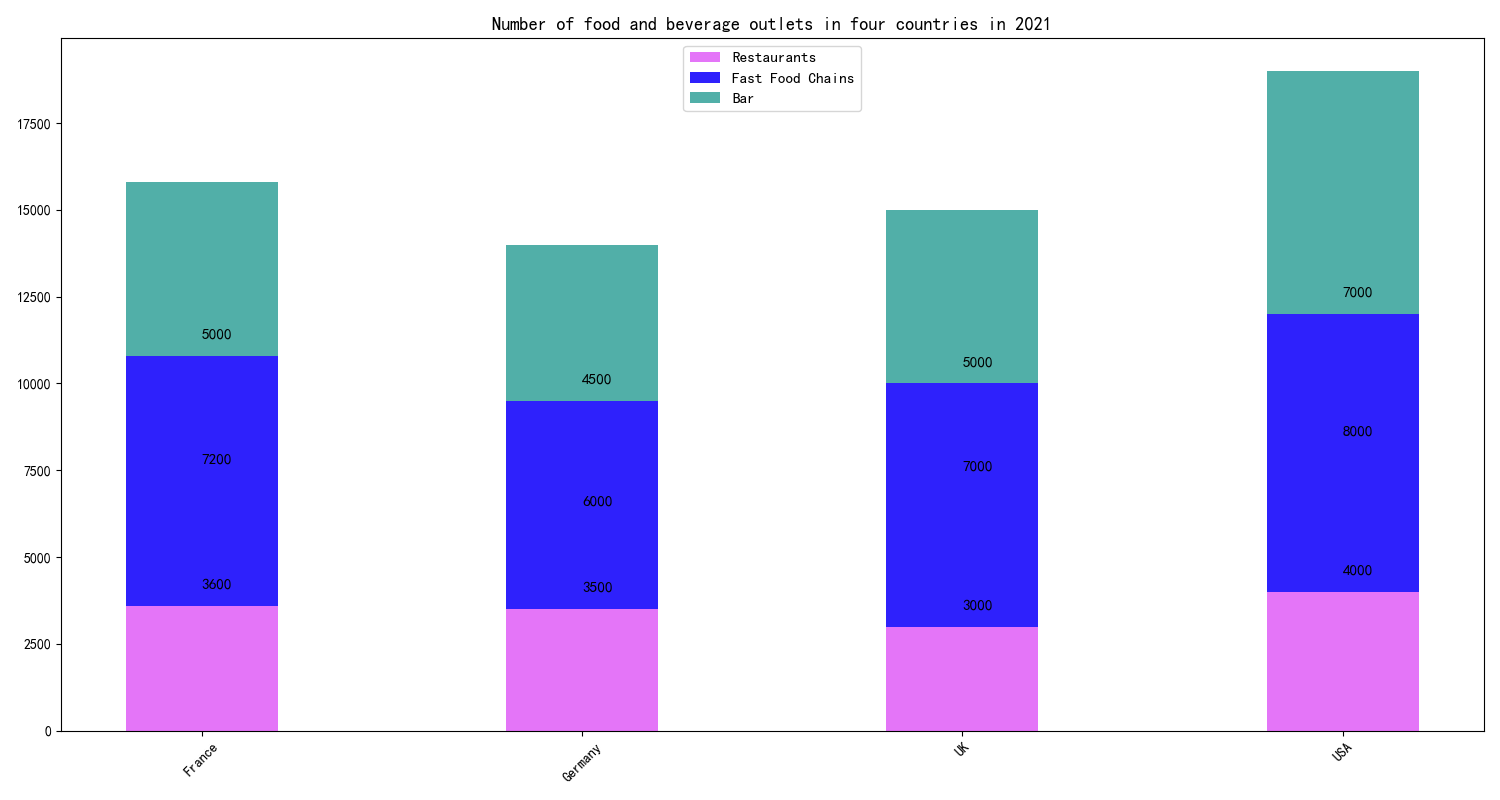 Number of food and beverage outlets in four countries in 2021
Restaurants
Fast Food Chains
Bar
17500
15000
12500
10000
7500
5000
2500
0
5000
7200
3600
4500
6000
3500
5000
7000
3000
7000
8000
4000
France
Germany
UK
USA